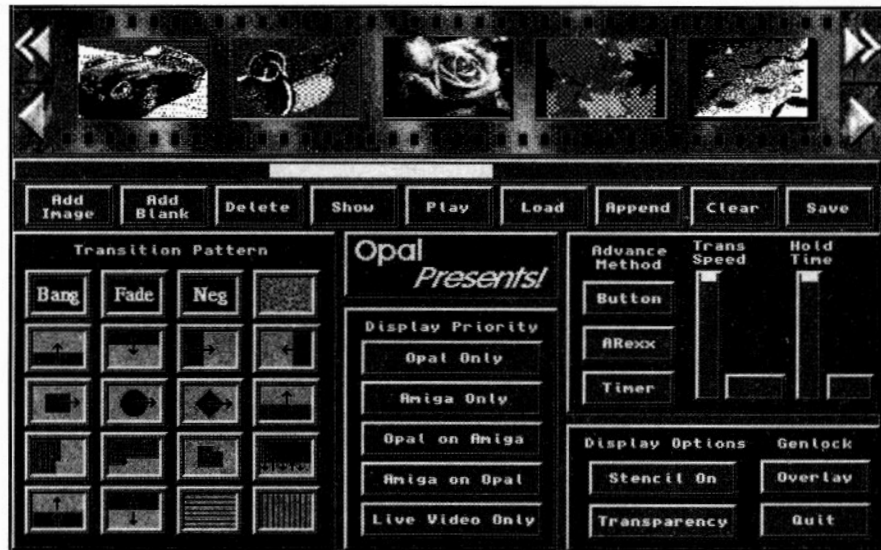 Add Image
Add Blank
Delete
Show
Play
Load
Append
Clear
Save
Transition Pattern
Bang
Fade
Neg
Opal
Presents!
Display Priority
Opal Only
Amiga Only
Opal on Amiga
Amiga on Opal
Live Video Only
Advance Method
Trans Speed
Hold Time
Button
ARexx
Timer
Display Options
Genlock
Stencil On
Overlay
Transparency
Quit